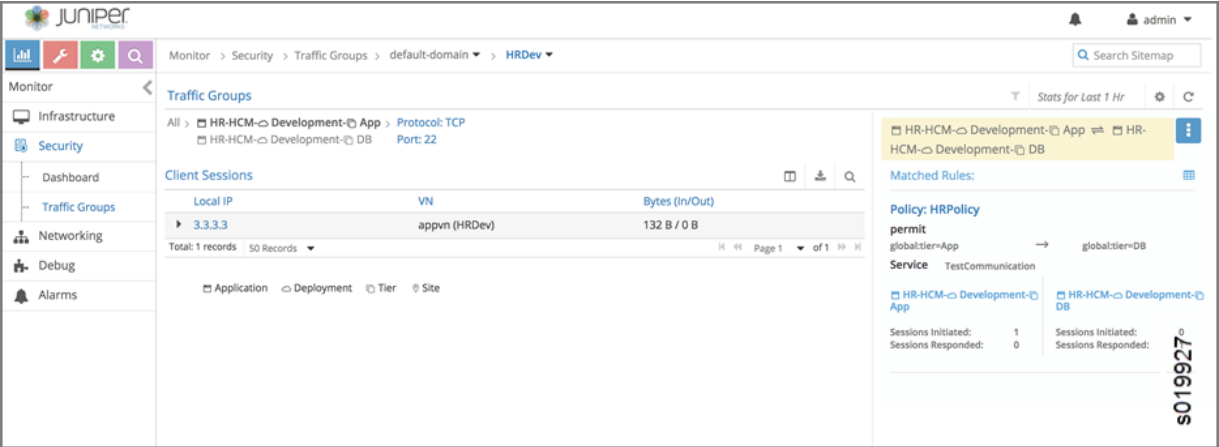 JUNIPER
NETWORKS
admin
Monitor > Security > Traffic Groups > default-domain > HRDev
Search Sitemap
Monitor
Infrastructure
Security
Dashboard
Traffic Groups
Networking
Debug
Alarms
Traffic Groups
Stats for Last 1 Hr
All > HR-HCM- Development- App > Protocol: TCP
HR-HCM- Development- DB Port: 22
Client Sessions
Local IP VN Bytes (In/Out)
3.3.3.3 appvn (HRDev) 132 B / 0 B
Total: 1 records 50 Records Page 1 of 1
Application Deployment Tier Site
HR-HCM- Development- App ⇌ HR-
HCM- Development- DB
Matched Rules:
Policy: HRPolicy
permit
global:tier=App → global:tier=DB
Service TestCommunication
HR-HCM- Development- App
HR-HCM- Development- DB
Sessions Initiated: 1 Sessions Initiated: 0
Sessions Responded: 0 Sessions Responded:
s019927